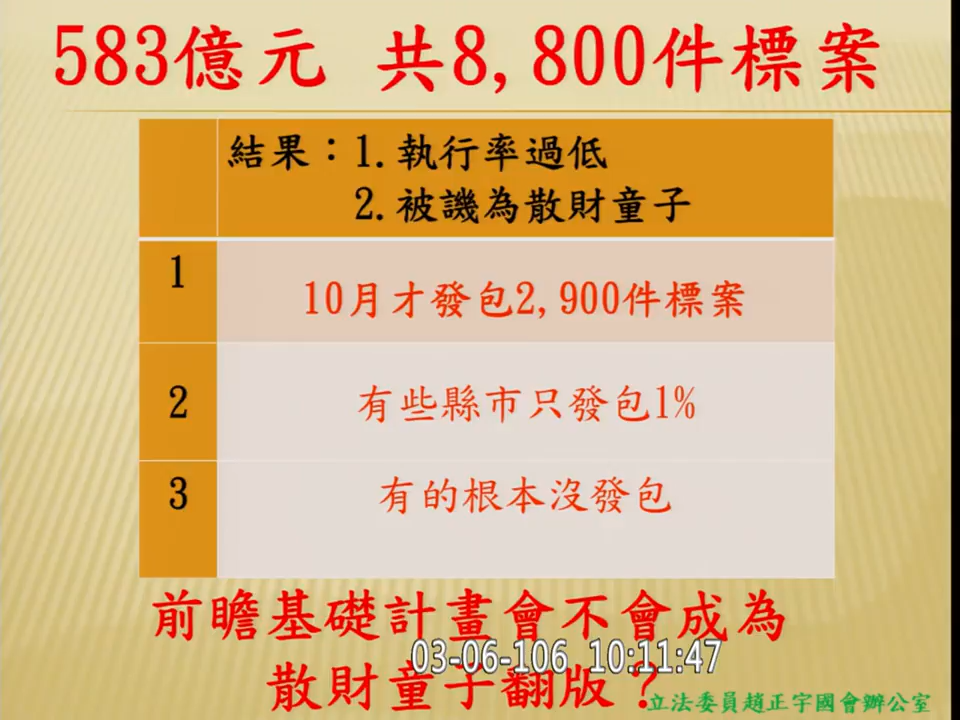 583億元 共8,800件標案
結果：1.執行率過低
2.被譏為散財童子
1
10月才發包2,900件標案
2
有些縣市只發包1%
3
有的根本沒發包
前瞻基礎計畫會不會成為
散財童子翻版？
03-06-106 10:11:47
立法委員趙正宇國會辦公室